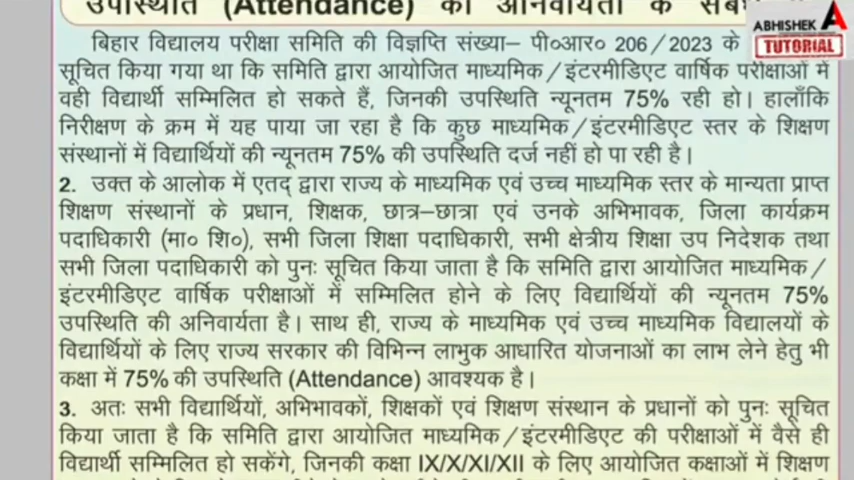 उपस्थिति (Attendance) की अनिवार्यता के संबंध
ABHISHEK A
TUTORIAL
बिहार विद्यालय परीक्षा समिति की विज्ञप्ति संख्या– पी०आर० 206/2023 के
सूचित किया गया था कि समिति द्वारा आयोजित माध्यमिक/इंटरमीडिएट वार्षिक परीक्षाओं में
वही विद्यार्थी सम्मिलित हो सकते हैं, जिनकी उपस्थिति न्यूनतम 75% रही हो। हालाँकि
निरीक्षण के क्रम में यह पाया जा रहा है कि कुछ माध्यमिक/इंटरमीडिएट स्तर के शिक्षण
संस्थानों में विद्यार्थियों की न्यूनतम 75% की उपस्थिति दर्ज नहीं हो पा रही है।
2. उक्त के आलोक में एतद् द्वारा राज्य के माध्यमिक एवं उच्च माध्यमिक स्तर के मान्यता प्राप्त
शिक्षण संस्थानों के प्रधान, शिक्षक, छात्र–छात्रा एवं उनके अभिभावक, जिला कार्यक्रम
पदाधिकारी (मा० शि०), सभी जिला शिक्षा पदाधिकारी, सभी क्षेत्रीय शिक्षा उप निदेशक तथा
सभी जिला पदाधिकारी को पुनः सूचित किया जाता है कि समिति द्वारा आयोजित माध्यमिक/
इंटरमीडिएट वार्षिक परीक्षाओं में सम्मिलित होने के लिए विद्यार्थियों की न्यूनतम 75%
उपस्थिति की अनिवार्यता है। साथ ही, राज्य के माध्यमिक एवं उच्च माध्यमिक विद्यालयों के
विद्यार्थियों के लिए राज्य सरकार की विभिन्न लाभुक आधारित योजनाओं का लाभ लेने हेतु भी
कक्षा में 75% की उपस्थिति (Attendance) आवश्यक है।
3. अतः सभी विद्यार्थियों, अभिभावकों, शिक्षकों एवं शिक्षण संस्थान के प्रधानों को पुनः सूचित
किया जाता है कि समिति द्वारा आयोजित माध्यमिक/इंटरमीडिएट की परीक्षाओं में वैसे ही
विद्यार्थी सम्मिलित हो सकेंगे, जिनकी कक्षा IX/X/XI/XII के लिए आयोजित कक्षाओं में शिक्षण